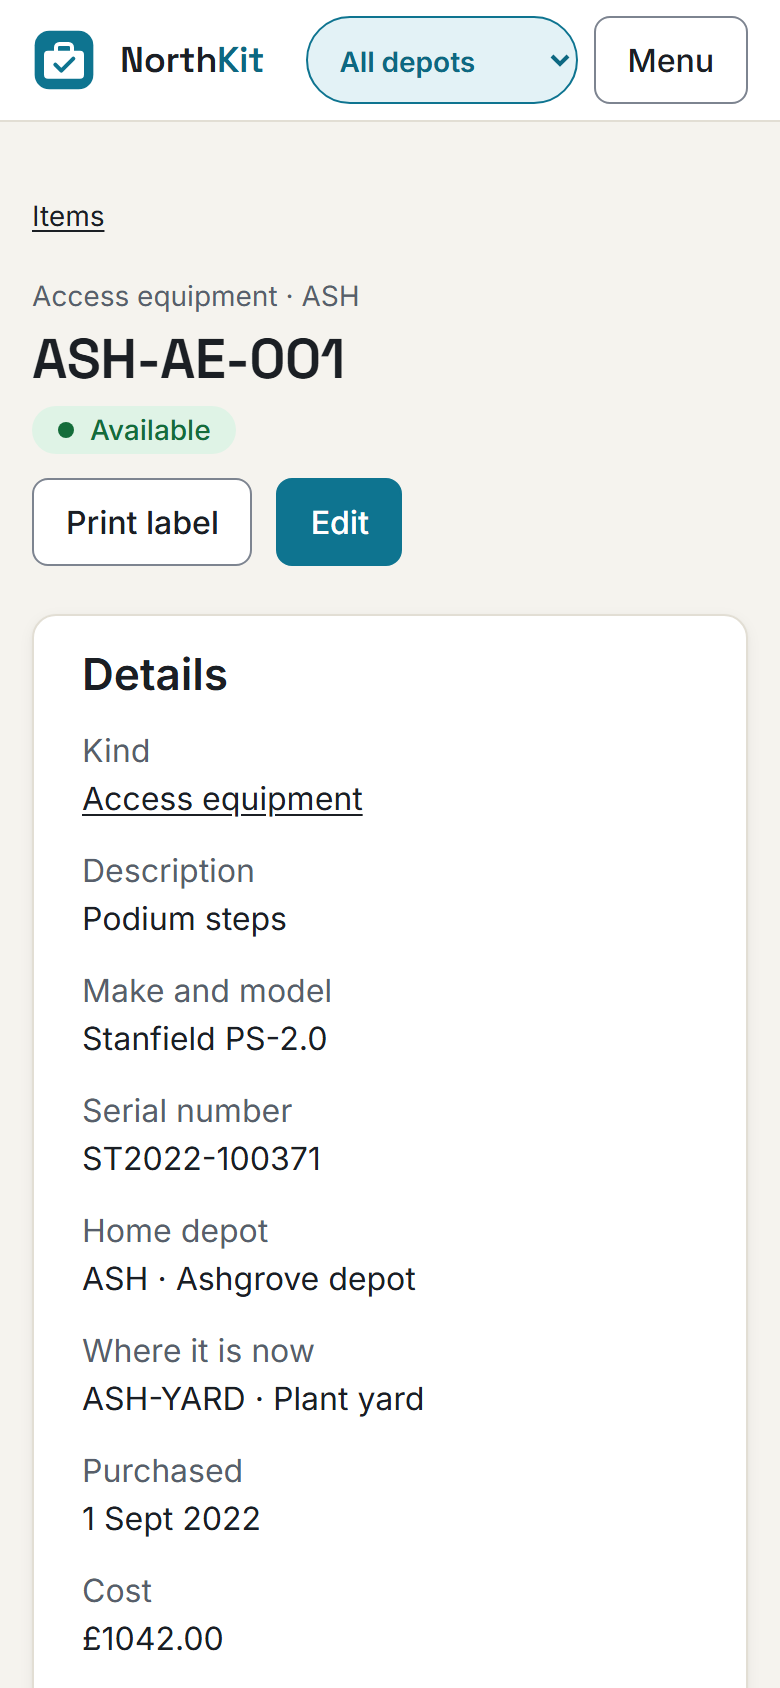 NorthKit
All depots
Menu
Items
Access equipment · ASH
ASH-AE-001
Available
Print label
Edit
Details
Kind
Access equipment
Description
Podium steps
Make and model
Stanfield PS-2.0
Serial number
ST2022-100371
Home depot
ASH · Ashgrove depot
Where it is now
ASH-YARD · Plant yard
Purchased
1 Sept 2022
Cost
£1042.00